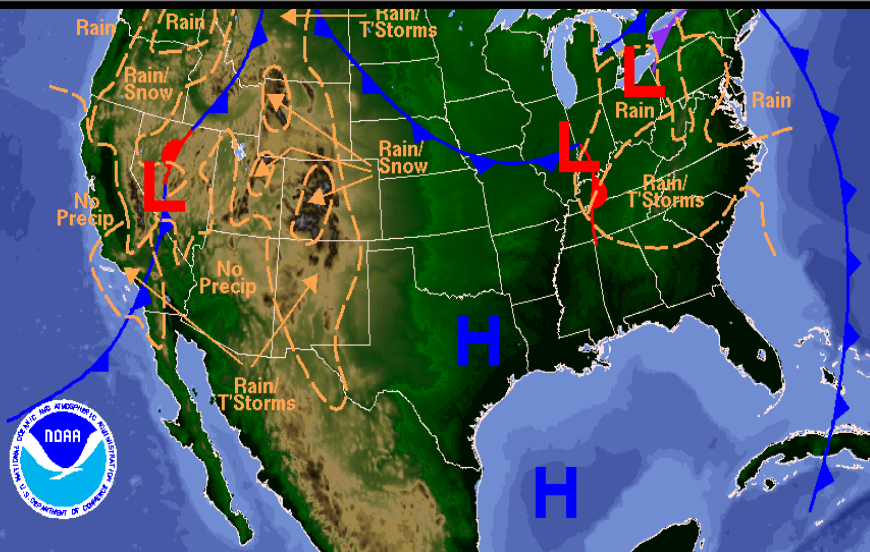 Rain
Rain
Rain/
T'Storms
Rain/
Snow
L
Rain
Rain
L
Rain/
Snow
L
No
Precip
Rain/
T'Storms
No
Precip
H
Rain/
T'Storms
NOAA
NATIONAL OCEANIC AND ATMOSPHERIC ADMINISTRATION
U.S. DEPARTMENT OF COMMERCE
H